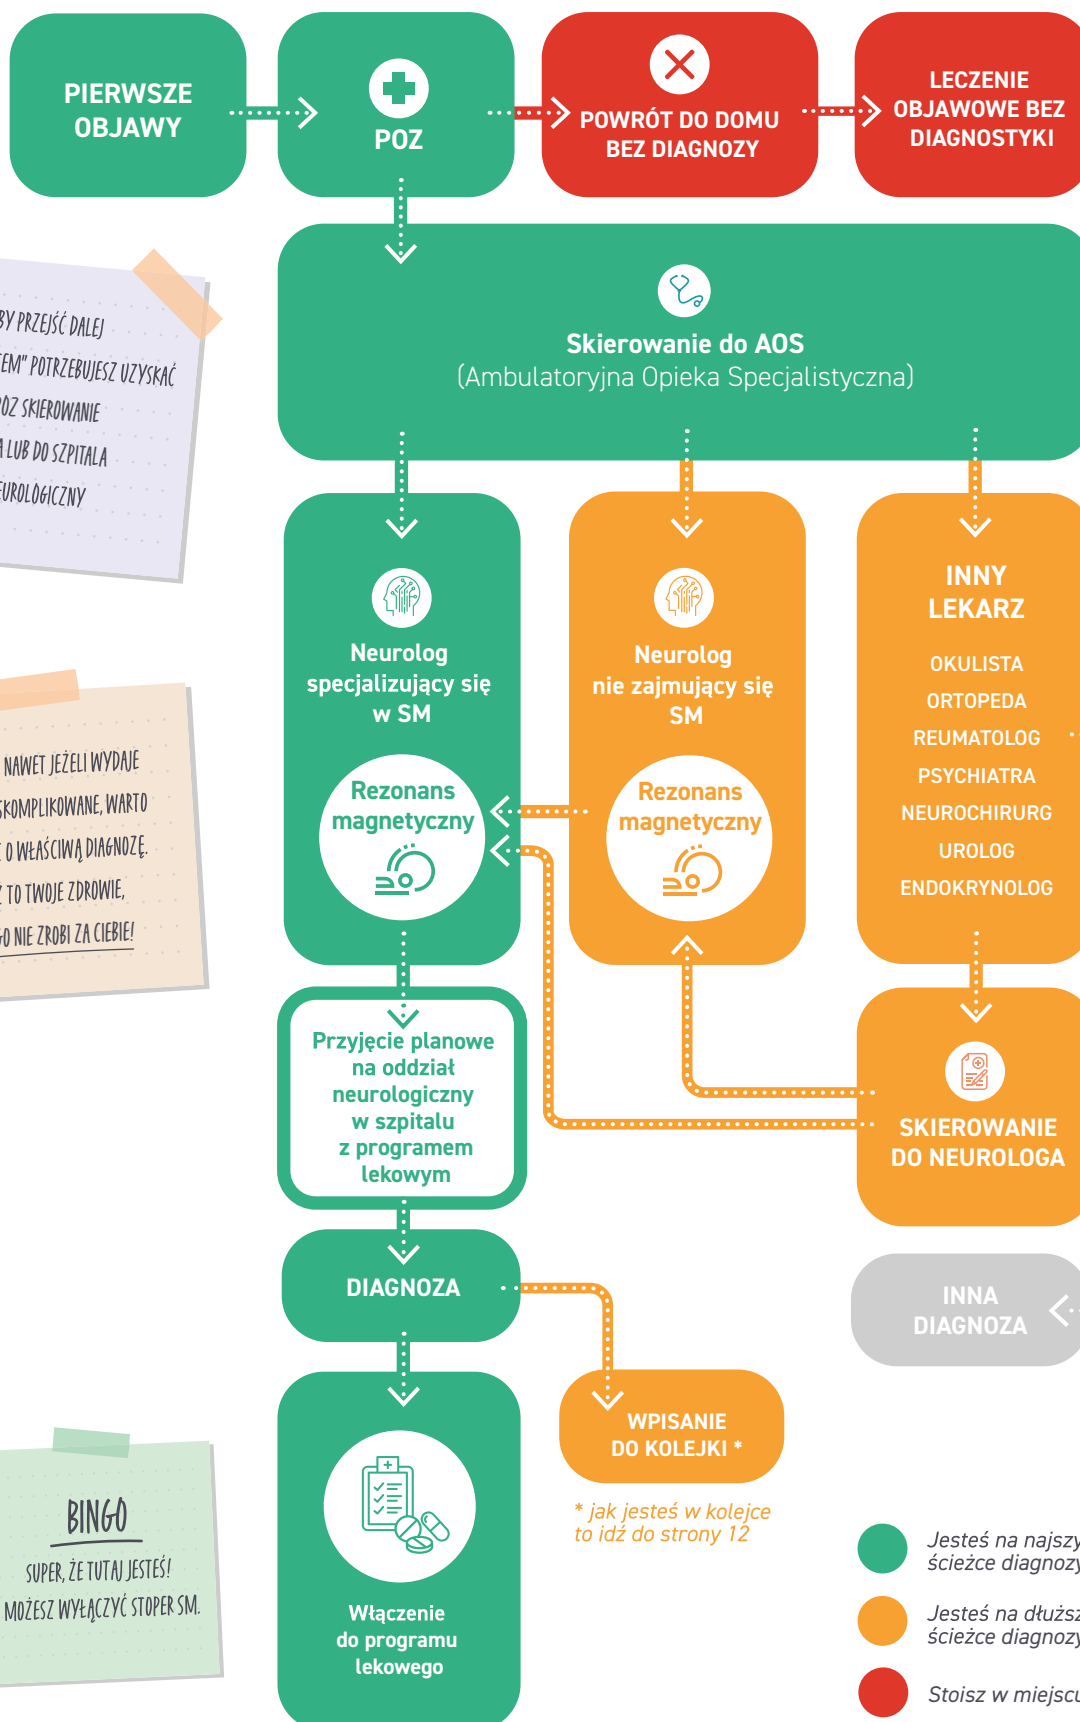 PIERWSZE
OBJAWY
POZ
POWRÓT DO DOMU
BEZ DIAGNOZY
LECZENIE
OBJAWOWE BEZ
DIAGNOSTYKI
BY PRZEJŚĆ DALEJ
POTRZEBUJESZ UZYSKAĆ
SKIEROWANIE
LUB DO SZPITALA
Skierowanie do AOS
(Ambulatoryjna Opieka Specjalistyczna)
Neurolog
specjalizujący się
w SM
Rezonans
magnetyczny
Neurolog
nie zajmujący się
SM
Rezonans
magnetyczny
INNY
LEKARZ
OKULISTA
ORTOPEDA
REUMATOLOG
PSYCHIATRA
NEUROCHIRURG
UROLOG
ENDOKRYNOLOG
NAWET JEŻELI WYDAJE
SKOMPLIKOWANE, WARTO
O WŁAŚCIWĄ DIAGNOZĘ.
TO TWOJE ZDROWIE,
NIE ZROBI ZA CIEBIE!
Przyjęcie planowe
na oddział
neurologiczny
w szpitalu
z programem
lekowym
SKIEROWANIE
DO NEUROLOGA
DIAGNOZA
INNA
DIAGNOZA
WPISANIE
DO KOLEJKI *
* jak jesteś w kolejce
to idź do strony 12
BINGO
SUPER, ŻE TUTAJ JESTEŚ!
MOŻESZ WYŁĄCZYĆ STOPER SM.
Włączenie
do programu
lekowego
Jesteś na
ścieżce diagnozy
Jesteś na
ścieżce diagnozy
Stoisz w miejscu